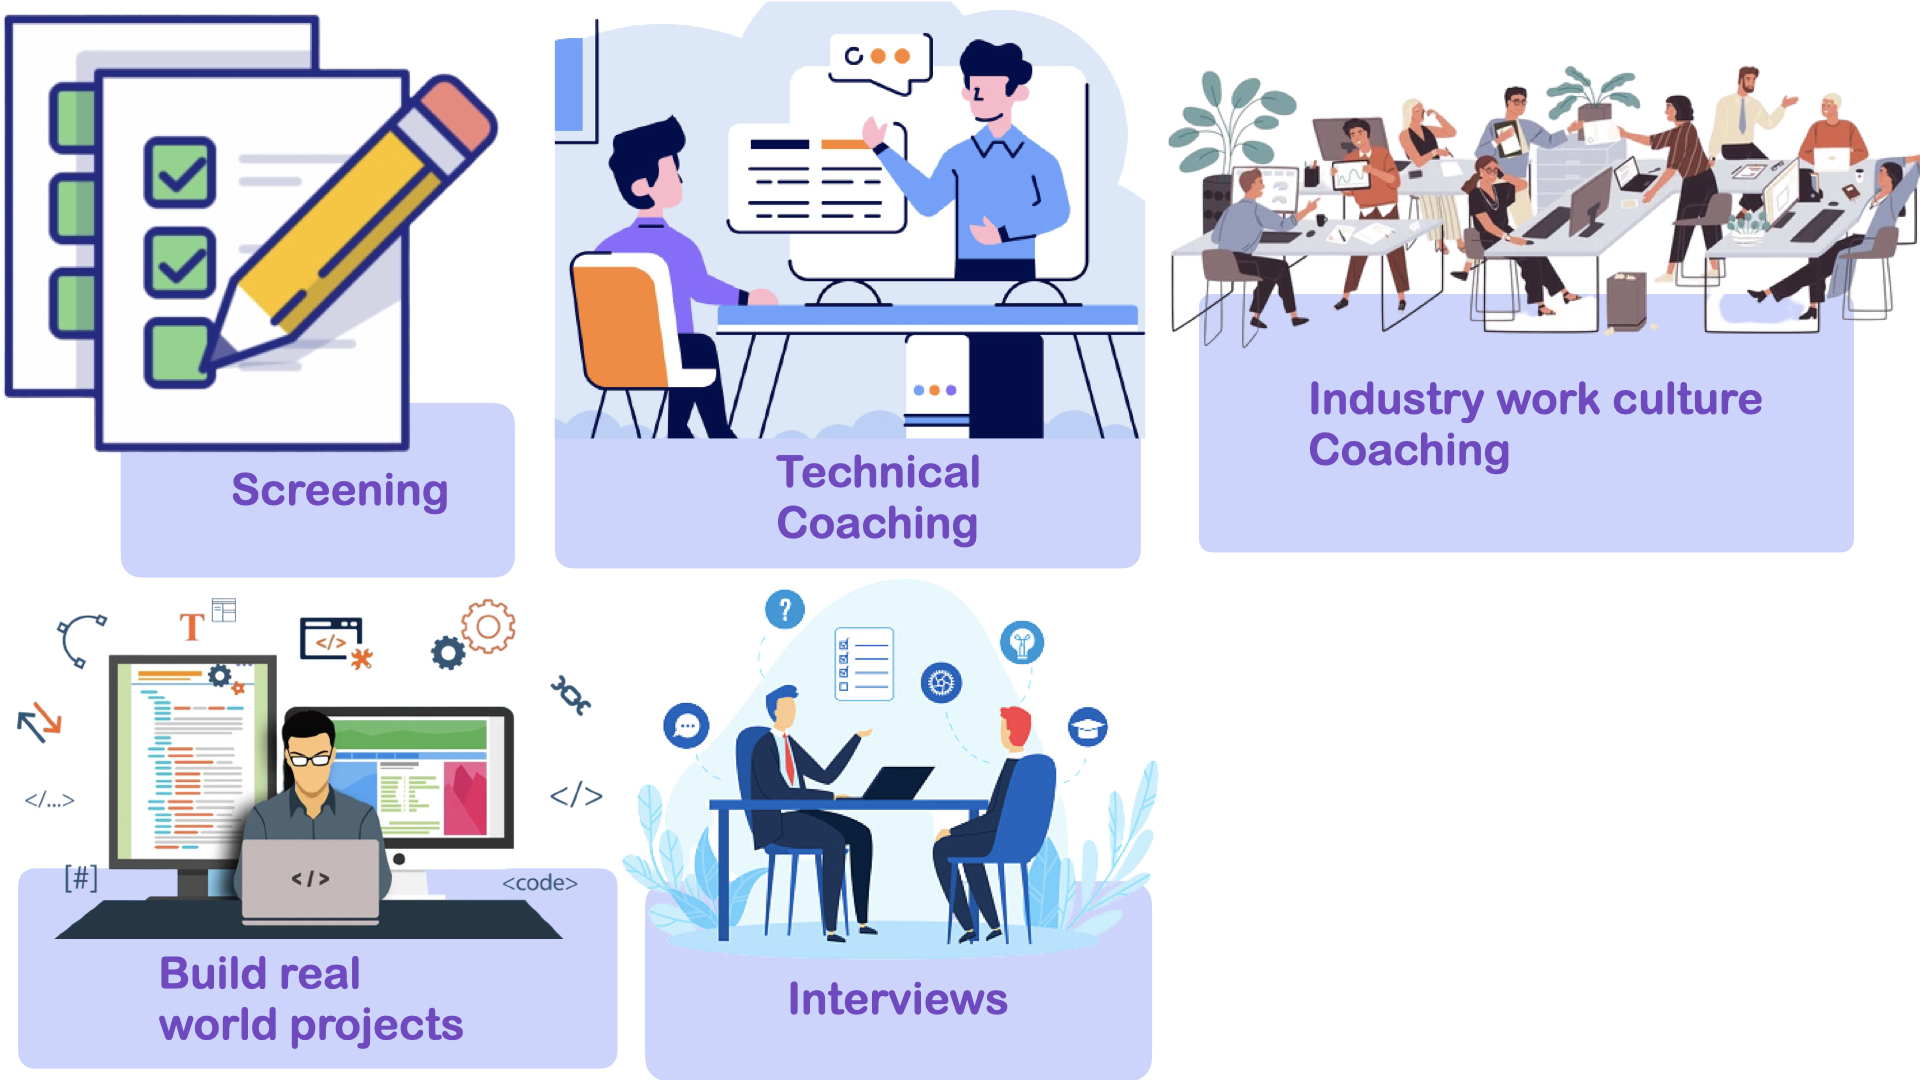 Screening
Technical
Coaching
Industry work culture
Coaching
T
</>
</...>
</>
[#]
</>
<code>
Build real
world projects
?
Interviews